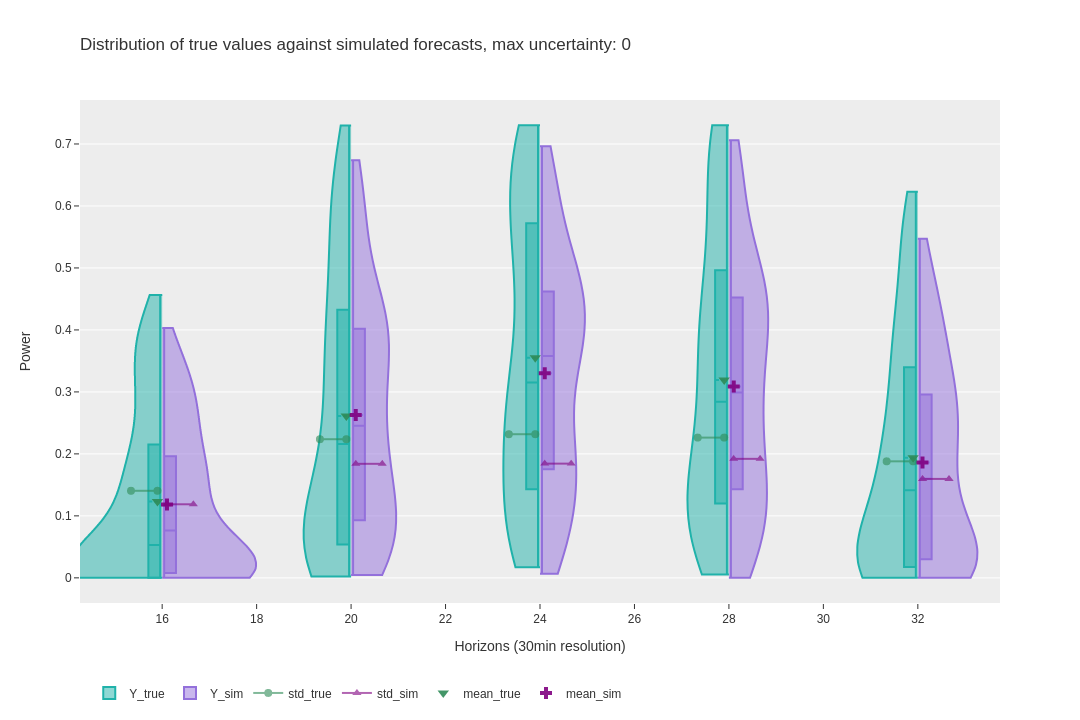 Distribution of true values against simulated forecasts, max uncertainty: 0
0.7
0.6
0.5
0.4
0.3
0.2
0.1
0
Power
16 18 20 22 24 26 28 30 32
Horizons (30min resolution)
Y_true Y_sim std_true std_sim mean_true mean_sim